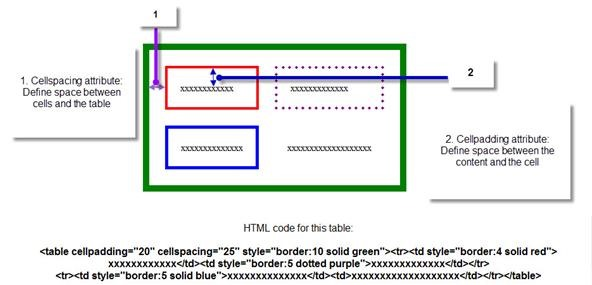 1
2
1. Cellspacing attribute:
Define space between
cells and the table
xxxxxxxxxxxx
xxxxxxxxxxxxx
xxxxxxxxxxxxxx
xxxxxxxxxxxxxxxxxxx
2. Cellpadding attribute:
Define space between the
content and the cell
HTML code for this table:
<table cellpadding="20" cellspacing="25" style="border:10 solid green"><tr><td style="border:4 solid red">
xxxxxxxxxxxx</td><td style="border:5 dotted purple">xxxxxxxxxxxxx</td></tr>
<tr><td style="border:5 solid blue">xxxxxxxxxxxxxx</td><td>xxxxxxxxxxxxxxxxxxx</td></tr></table>